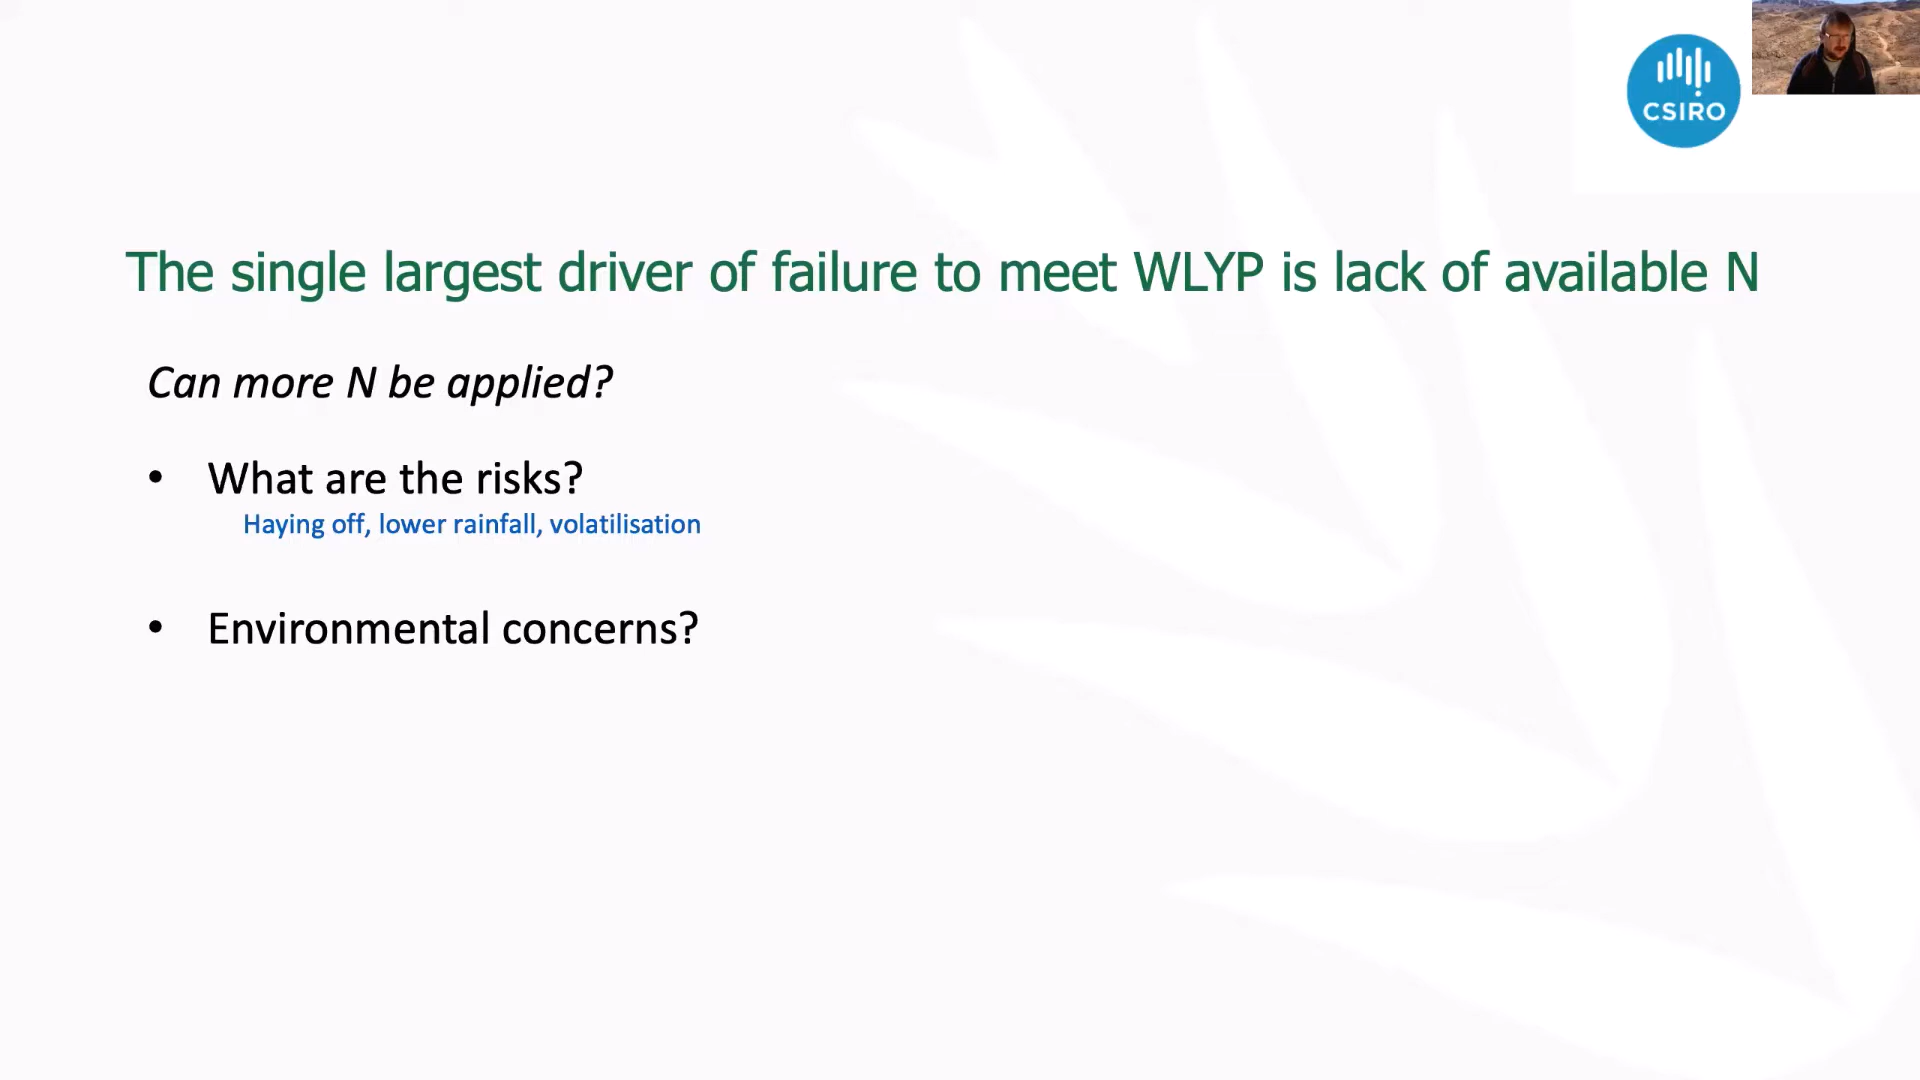 CSIRO
The single largest driver of failure to meet WLYP is lack of available N
Can more N be applied?
• What are the risks?
Haying off, lower rainfall, volatilisation
• Environmental concerns?